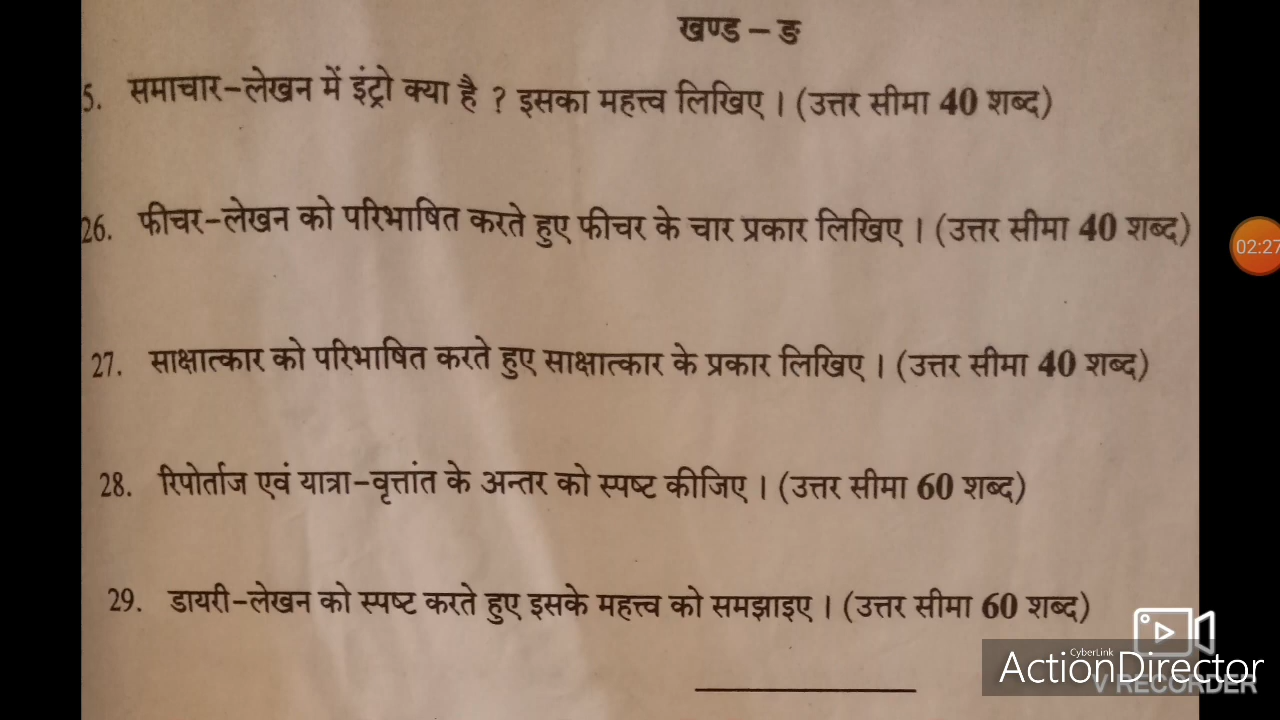 खण्ड – ङ
5. समाचार-लेखन में इंट्रो क्या है ? इसका महत्त्व लिखिए । (उत्तर सीमा 40 शब्द)
26. फीचर-लेखन को परिभाषित करते हुए फीचर के चार प्रकार लिखिए । (उत्तर सीमा 40 शब्द)
02:27
27. साक्षात्कार को परिभाषित करते हुए साक्षात्कार के प्रकार लिखिए । (उत्तर सीमा 40 शब्द)
28. रिपोर्ताज एवं यात्रा-वृत्तांत के अन्तर को स्पष्ट कीजिए । (उत्तर सीमा 60 शब्द)
29. डायरी-लेखन को स्पष्ट करते हुए इसके महत्त्व को समझाइए । (उत्तर सीमा 60 शब्द)
CyberLink
ActionDirector
V RECORDER